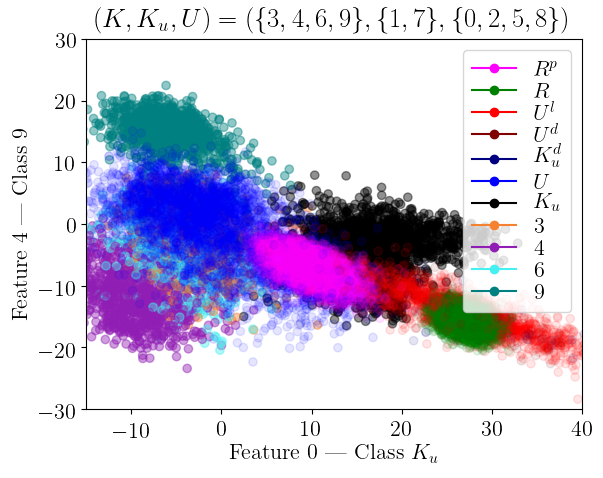 (K, K_u, U) = ({3, 4, 6, 9}, {1, 7}, {0, 2, 5, 8})
30
20
10
0
−10
−20
−30
Feature 4 — Class 9
R^p
R
U^l
U^d
K_u^d
U
K_u
3
4
6
9
−10
0
10
20
30
40
Feature 0 — Class K_u